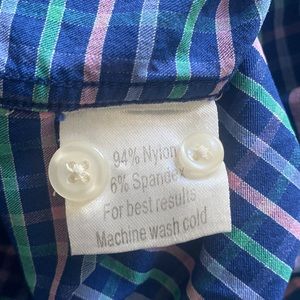 94% Nylon
6% Spandex
For best results
Machine wash cold